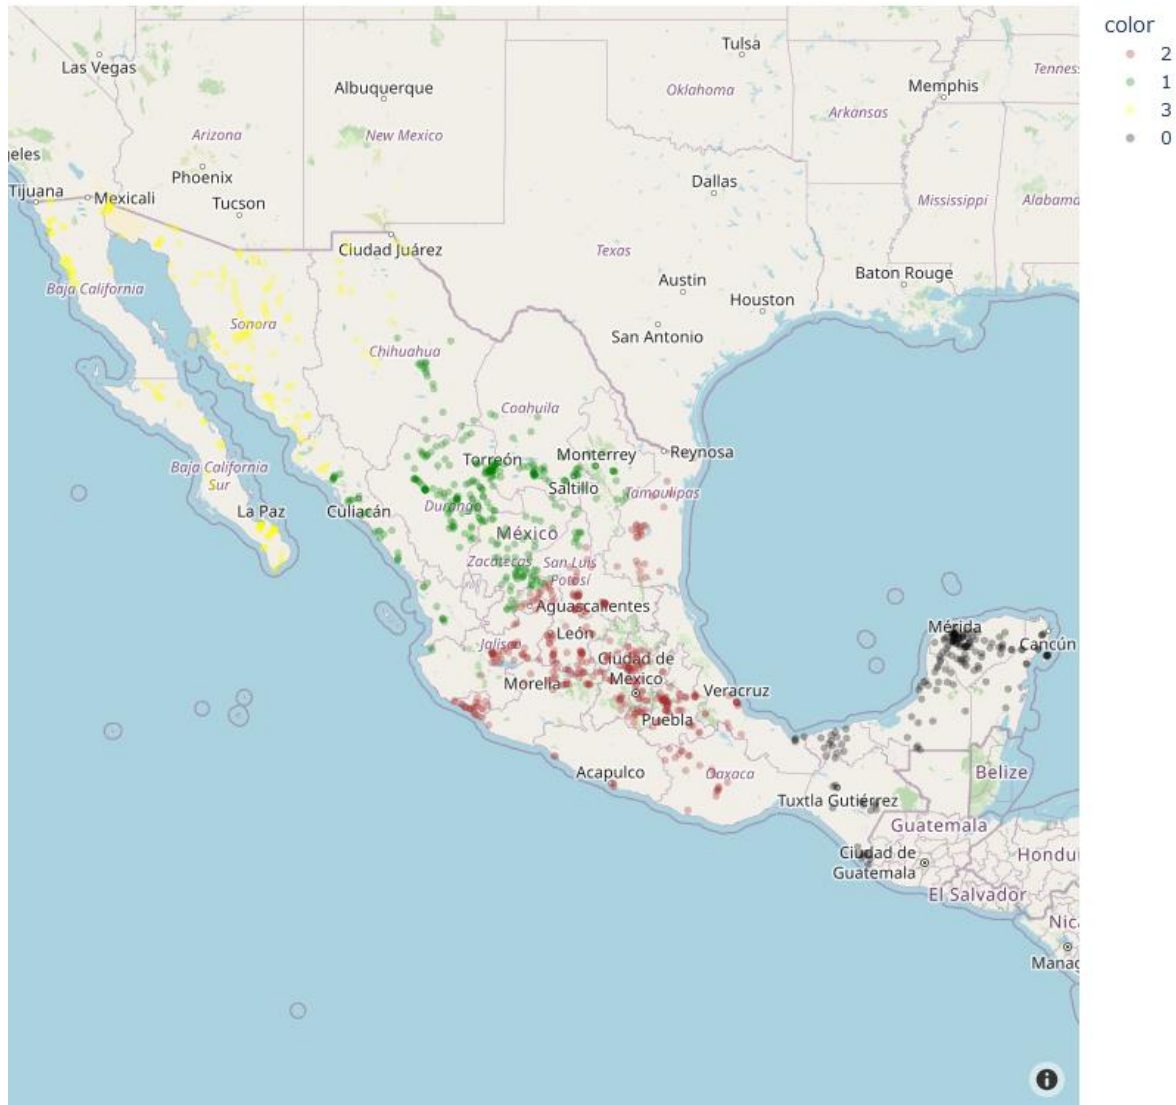 color
2
1
3
0
Tulsa
Las Vegas
Tennes
Albuquerque
Memphis
Oklahoma
Arkansas
Arizona
New Mexico
eles
Phoenix
Dallas
Tijuana
Mexicali
Tucson
Mississippi
Alabama
Ciudad Juárez
Texas
Baton Rouge
Austin
Baja California
Houston
Sonora
San Antonio
Chihuahua
Coahuila
Reynosa
Monterrey
Torreón
Baja California
Sur
Saltillo
Tamaulipas
La Paz
Culiacán
Durango
México
Zacatecas
San Luis
Potosí
Aguascalientes
Mérida
León
Jalisco
Cancún
Ciudad de
México
Morelia
Veracruz
Puebla
Acapulco
Oaxaca
Belize
Tuxtla Gutiérrez
Guatemala
Ciudad de
Guatemala
Hondu
El Salvador
Nica
Manag